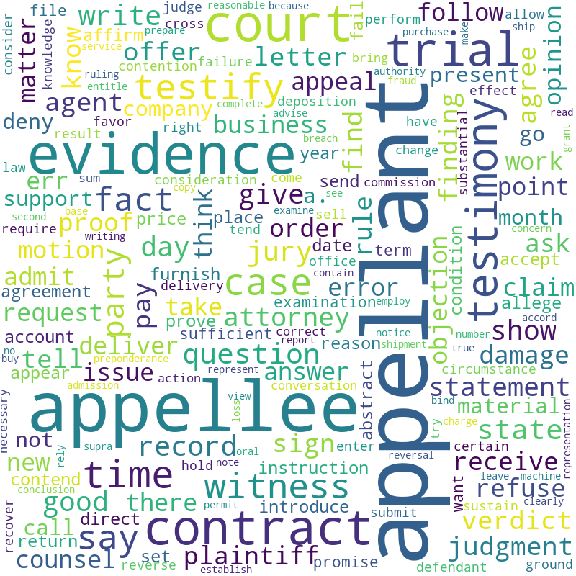 consider file judge reasonable because fail allow make ship
knowledge cross purchase
matter write court letter trial follow opinion
affirm offer perform authority fraud
prepare service contention failure bring effect read
ruling entitle complete deposition present
know testify appeal agree
agent company advise breach have
deny favor right business find change substantial go
result evidence year appellant finding work
law sum consideration come send commission
support err fact copy give a. rule testimony point
require second base examine see sell objection month
motion proof price place think order date term condition ask
writing tend office concern
party day jury error accept
admit furnish contain employ claim
agreement delivery examination accord allege
request deliver pay case prove notice number show
account take attorney sufficient correct reason shipment true circumstance
no buy tell preponderance question report bind damage
appear issue action represent answer abstract statement
admission conversation try charge representation
necessary not appellee view loss sign material state
record oral enter reversal certain
new rely supra hold note instruction want leave machine receive
contend time witness submit clearly refuse
conclusion good there permit introduce sustain verdict
recover call say direct contract
return counsel set plaintiff promise defendant judgment
reverse establish ground